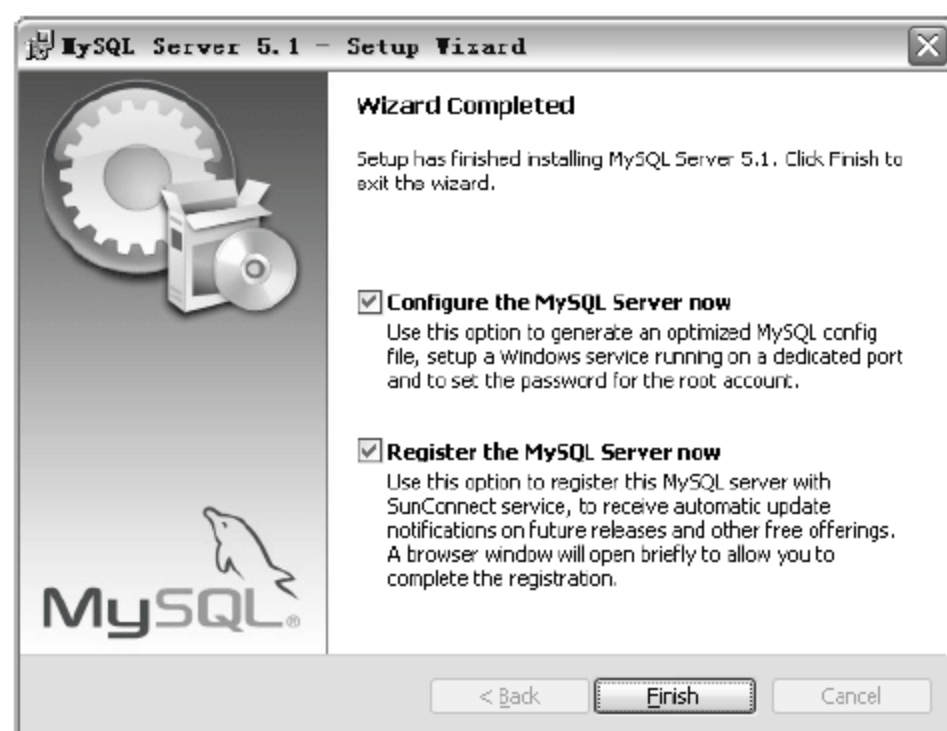 MySQL Server 5.1 - Setup Wizard
Wizard Completed
Setup has finished installing MySQL Server 5.1. Click Finish to
exit the wizard.
Configure the MySQL Server now
Use this option to generate an optimized MySQL config
file, setup a Windows service running on a dedicated port
and to set the password for the root account.
Register the MySQL Server now
Use this option to register this MySQL server with
SunConnect service, to receive automatic update
notifications on future releases and other free offerings.
A browser window will open briefly to allow you to
complete the registration.
MySQL®
< Back
Finish
Cancel